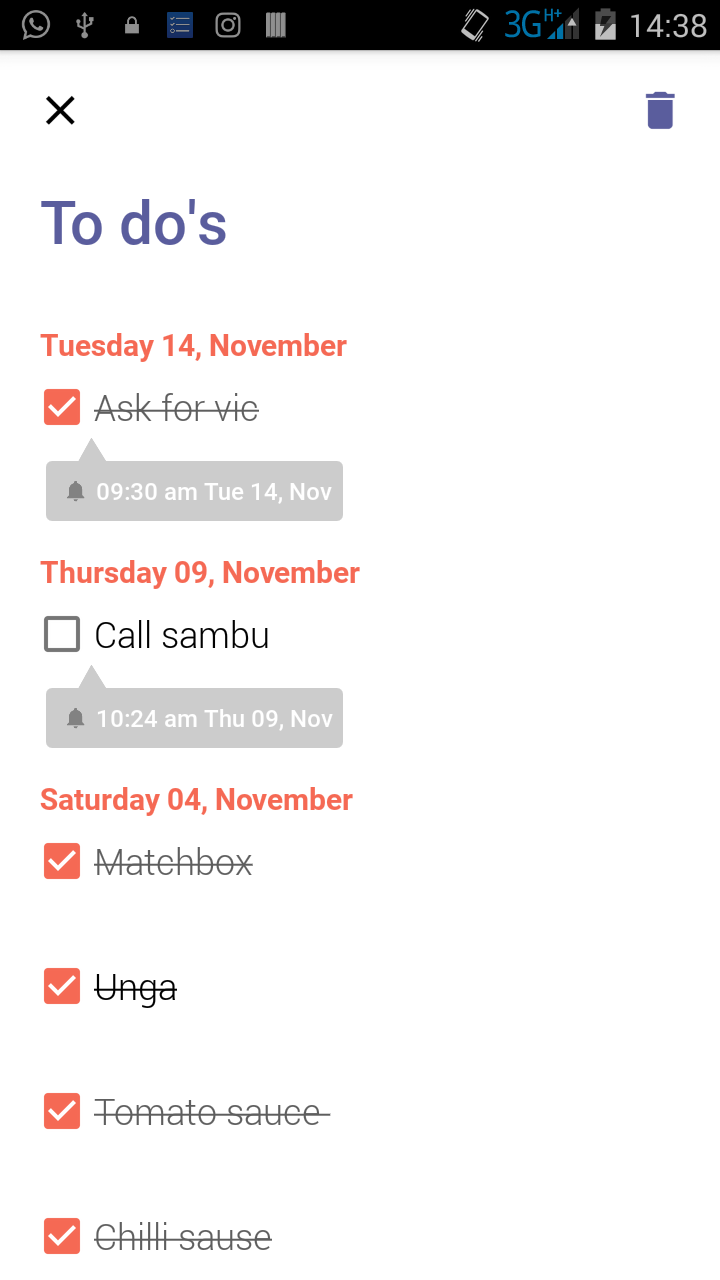 3G H+ 14:38
To do's
Tuesday 14, November
Ask for vic
09:30 am Tue 14, Nov
Thursday 09, November
Call sambu
10:24 am Thu 09, Nov
Saturday 04, November
Matchbox
Unga
Tomato sauce
Chilli sause